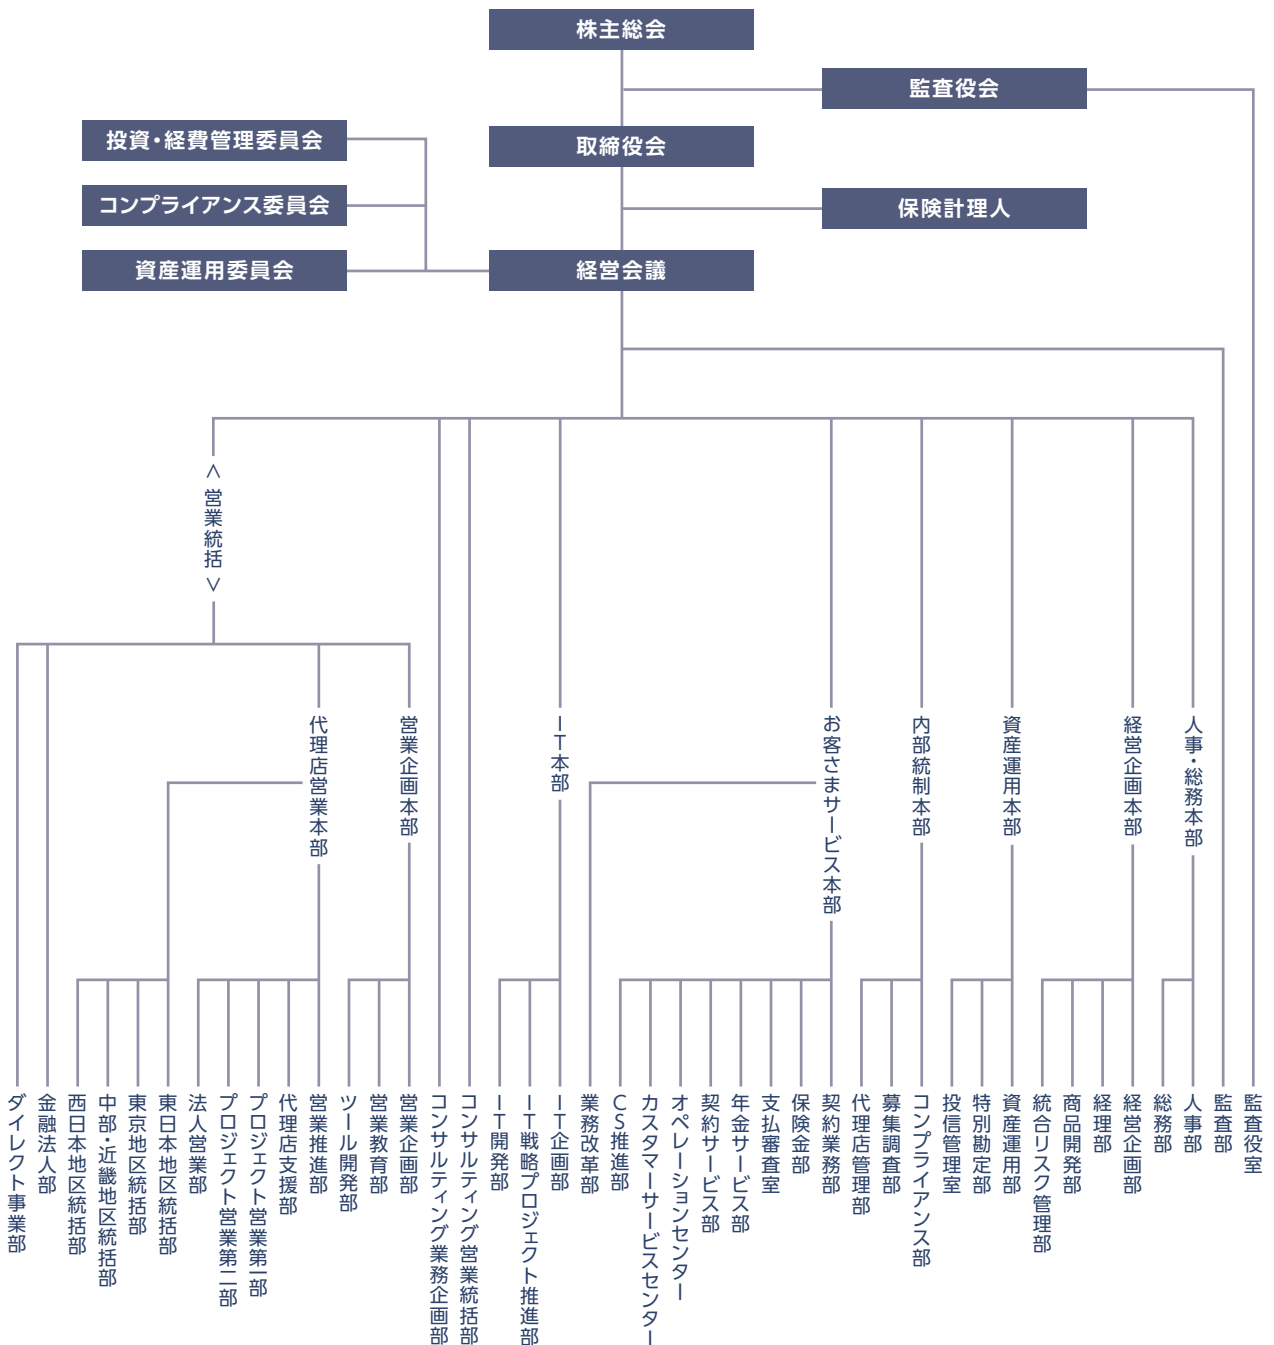 株主総会
監査役会
投資・経費管理委員会
取締役会
コンプライアンス委員会
保険計理人
資産運用委員会
経営会議
＜営業統括＞
代理店営業本部
営業企画本部
IT本部
お客さまサービス本部
内部統制本部
資産運用本部
経営企画本部
人事・総務本部
ダイレクト事業部
金融法人部
西日本地区統括部
中部・近畿地区統括部
東京地区統括部
東日本地区統括部
法人営業部
プロジェクト営業第二部
プロジェクト営業第一部
代理店支援部
営業推進部
ツール開発部
営業教育部
営業企画部
コンサルティング業務企画部
コンサルティング営業統括部
IT開発部
IT戦略プロジェクト推進部
IT企画部
業務改革部
CS推進部
カスタマーサービスセンター
オペレーションセンター
契約サービス部
年金サービス部
支払審査室
保険金部
契約業務部
代理店管理部
募集調査部
コンプライアンス部
投信管理室
特別勘定部
資産運用部
統合リスク管理部
商品開発部
経理部
経営企画部
総務部
人事部
監査部
監査役室